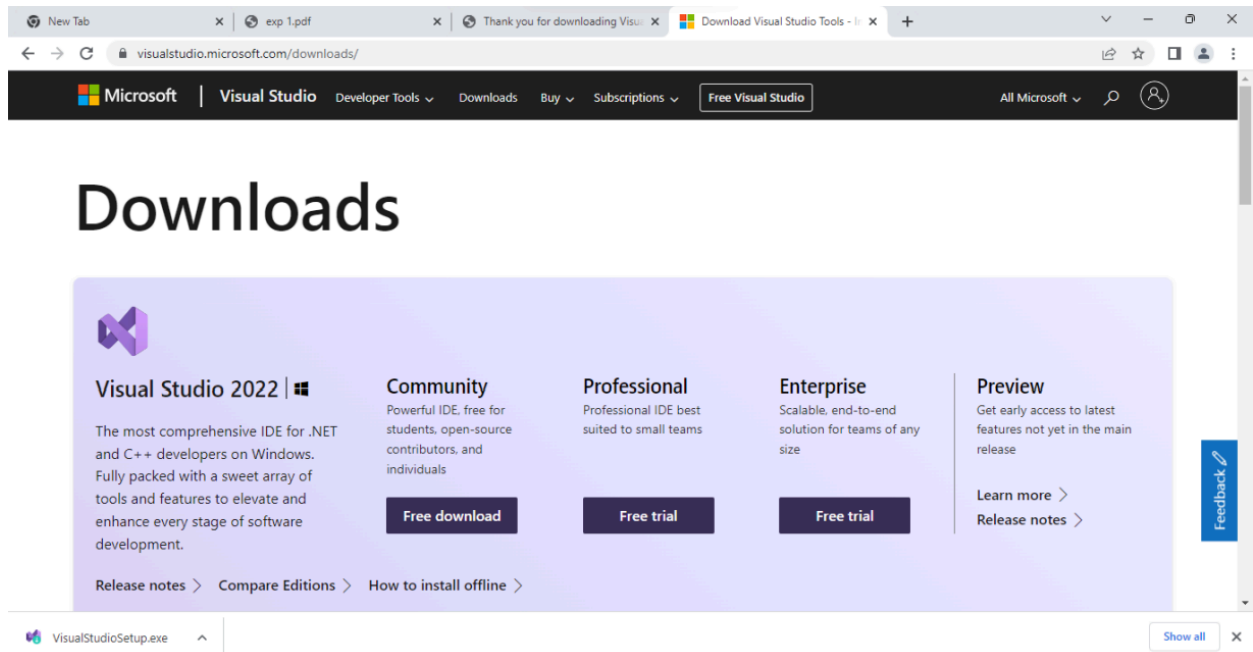 New Tab
exp 1.pdf
Thank you for downloading Visu
Download Visual Studio Tools - I
visualstudio.microsoft.com/downloads/
Microsoft | Visual Studio Developer Tools Downloads Buy Subscriptions Free Visual Studio All Microsoft
Downloads
Visual Studio 2022
The most comprehensive IDE for .NET
and C++ developers on Windows.
Fully packed with a sweet array of
tools and features to elevate and
enhance every stage of software
development.
Community
Powerful IDE, free for
students, open-source
contributors, and
individuals
Free download
Professional
Professional IDE best
suited to small teams
Free trial
Enterprise
Scalable, end-to-end
solution for teams of any
size
Free trial
Preview
Get early access to latest
features not yet in the main
release
Learn more
Release notes
Release notes Compare Editions How to install offline
Feedback
VisualStudioSetup.exe
Show all